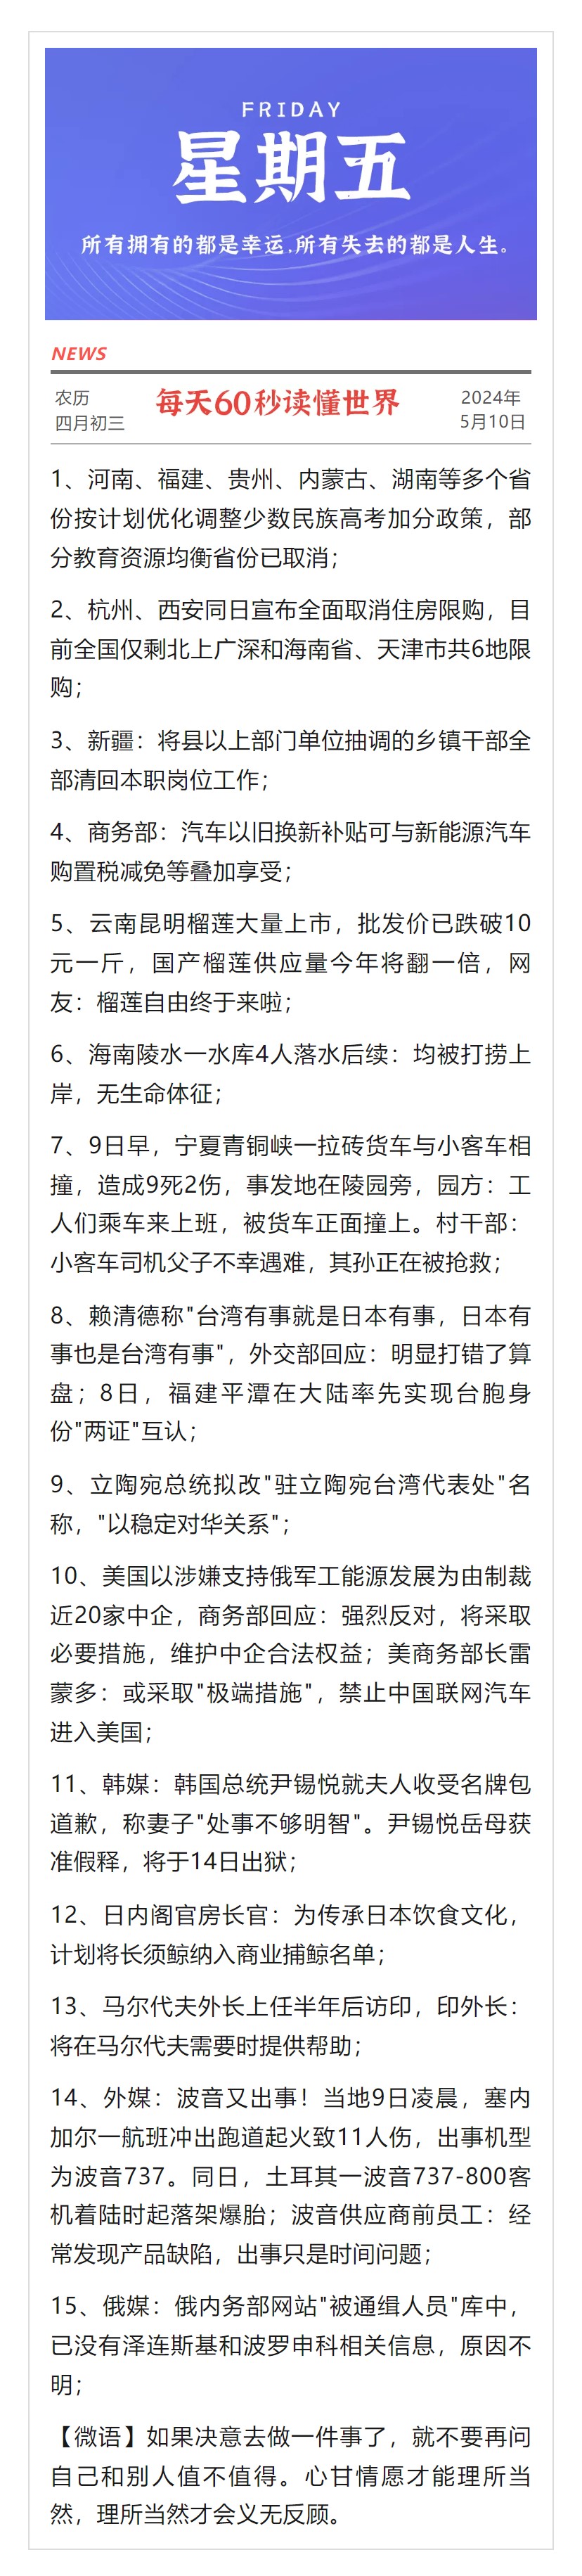 FRIDAY
星期五
所有拥有的都是幸运,所有失去的都是人生。
NEWS
农历
四月初三
每天60秒读懂世界
2024年
5月10日
1、河南、福建、贵州、内蒙古、湖南等多个省
份按计划优化调整少数民族高考加分政策，部
分教育资源均衡省份已取消；
2、杭州、西安同日宣布全面取消住房限购，目
前全国仅剩北上广深和海南省、天津市共6地限
购；
3、新疆：将县以上部门单位抽调的乡镇干部全
部清回本职岗位工作；
4、商务部：汽车以旧换新补贴可与新能源汽车
购置税减免等叠加享受；
5、云南昆明榴莲大量上市，批发价已跌破10
元一斤，国产榴莲供应量今年将翻一倍，网
友：榴莲自由终于来啦；
6、海南陵水一水库4人落水后续：均被打捞上
岸，无生命体征；
7、9日早，宁夏青铜峡一拉砖货车与小客车相
撞，造成9死2伤，事发地在陵园旁，园方：工
人们乘车来上班，被货车正面撞上。村干部：
小客车司机父子不幸遇难，其孙正在被抢救；
8、赖清德称"台湾有事就是日本有事，日本有
事也是台湾有事"，外交部回应：明显打错了算
盘；8日，福建平潭在大陆率先实现台胞身
份"两证"互认；
9、立陶宛总统拟改"驻立陶宛台湾代表处"名
称，"以稳定对华关系"；
10、美国以涉嫌支持俄军工能源发展为由制裁
近20家中企，商务部回应：强烈反对，将采取
必要措施，维护中企合法权益；美商务部长雷
蒙多：或采取"极端措施"，禁止中国联网汽车
进入美国；
11、韩媒：韩国总统尹锡悦就夫人收受名牌包
道歉，称妻子"处事不够明智"。尹锡悦岳母获
准假释，将于14日出狱；
12、日内阁官房长官：为传承日本饮食文化，
计划将长须鲸纳入商业捕鲸名单；
13、马尔代夫外长上任半年后访印，印外长：
将在马尔代夫需要时提供帮助；
14、外媒：波音又出事！当地9日凌晨，塞内
加尔一航班冲出跑道起火致11人伤，出事机型
为波音737。同日，土耳其一波音737-800客
机着陆时起落架爆胎；波音供应商前员工：经
常发现产品缺陷，出事只是时间问题；
15、俄媒：俄内务部网站"被通缉人员"库中，
已没有泽连斯基和波罗申科相关信息，原因不
明；
【微语】如果决意去做一件事了，就不要再问
自己和别人值不值得。心甘情愿才能理所当
然，理所当然才会义无反顾。